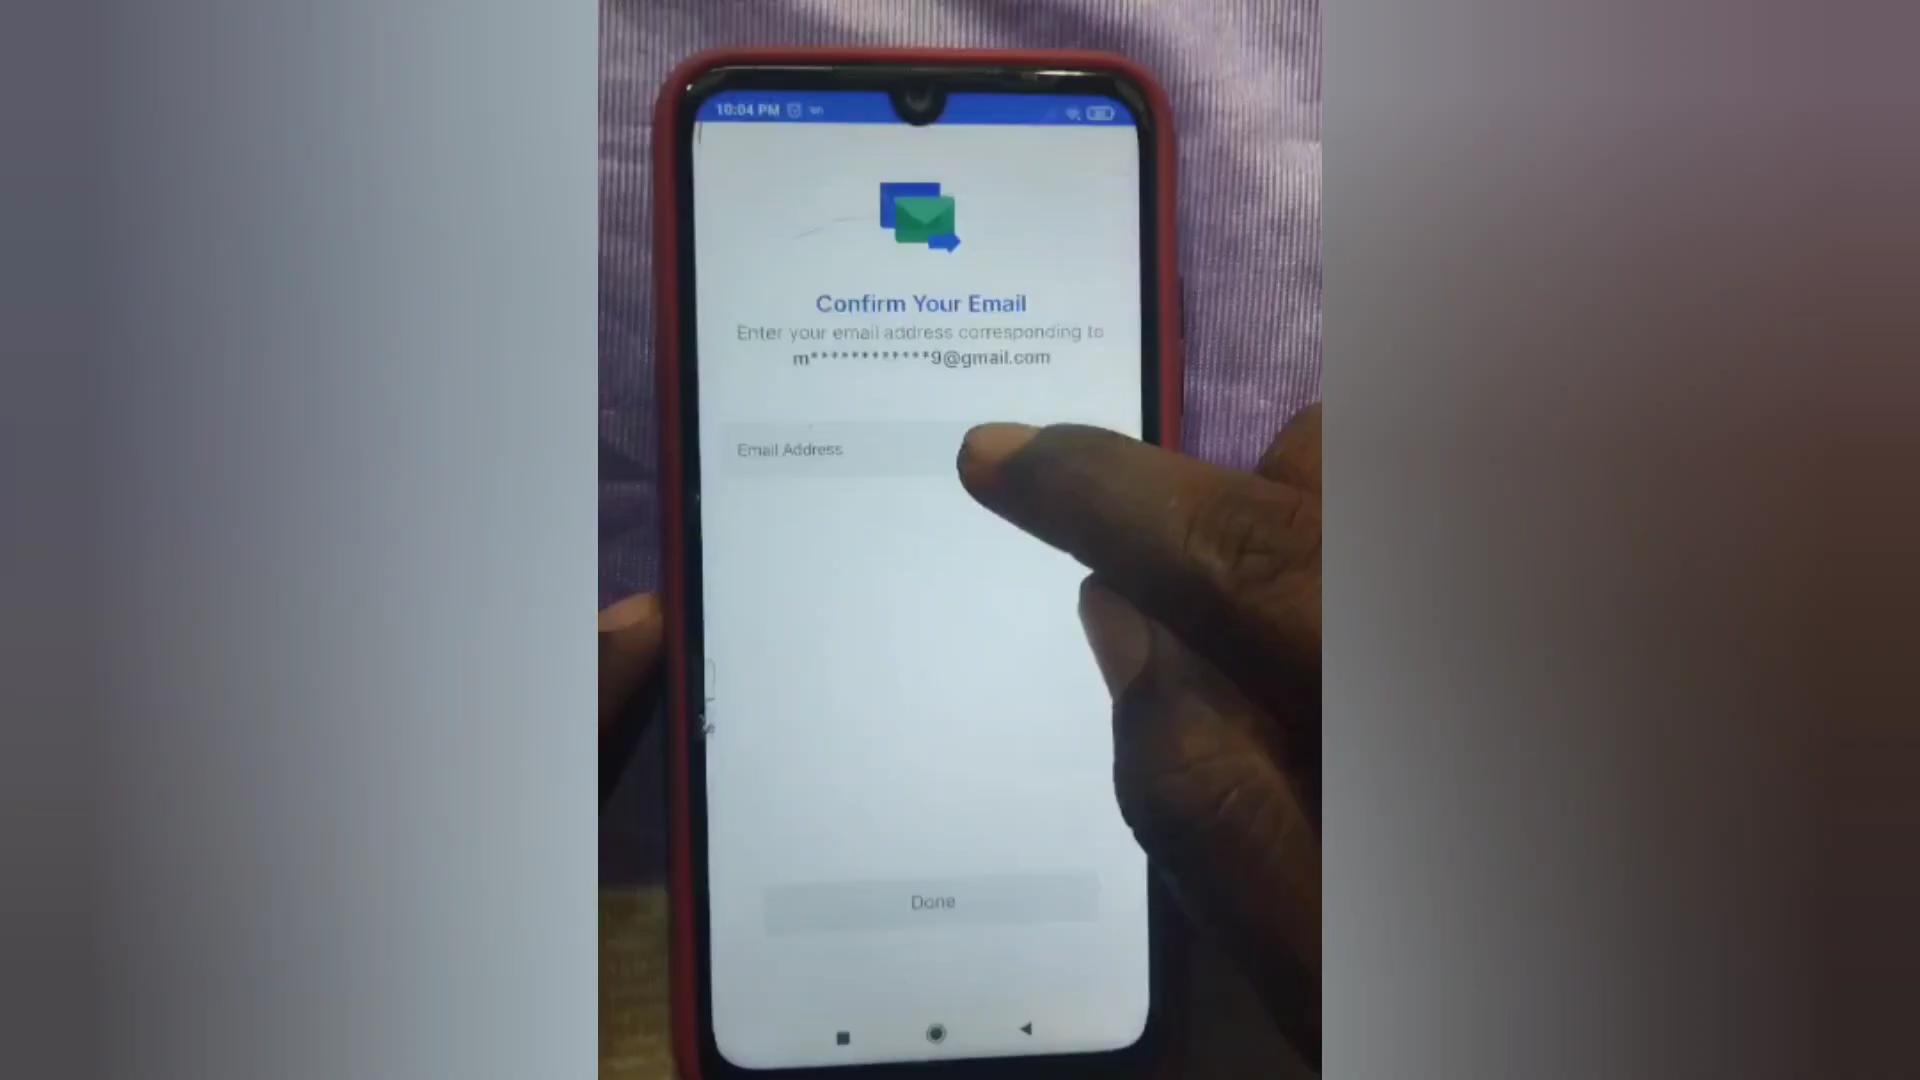 10:04 PM
Confirm Your Email
Enter your email address corresponding to
m************9@gmail.com
Email Address
Done